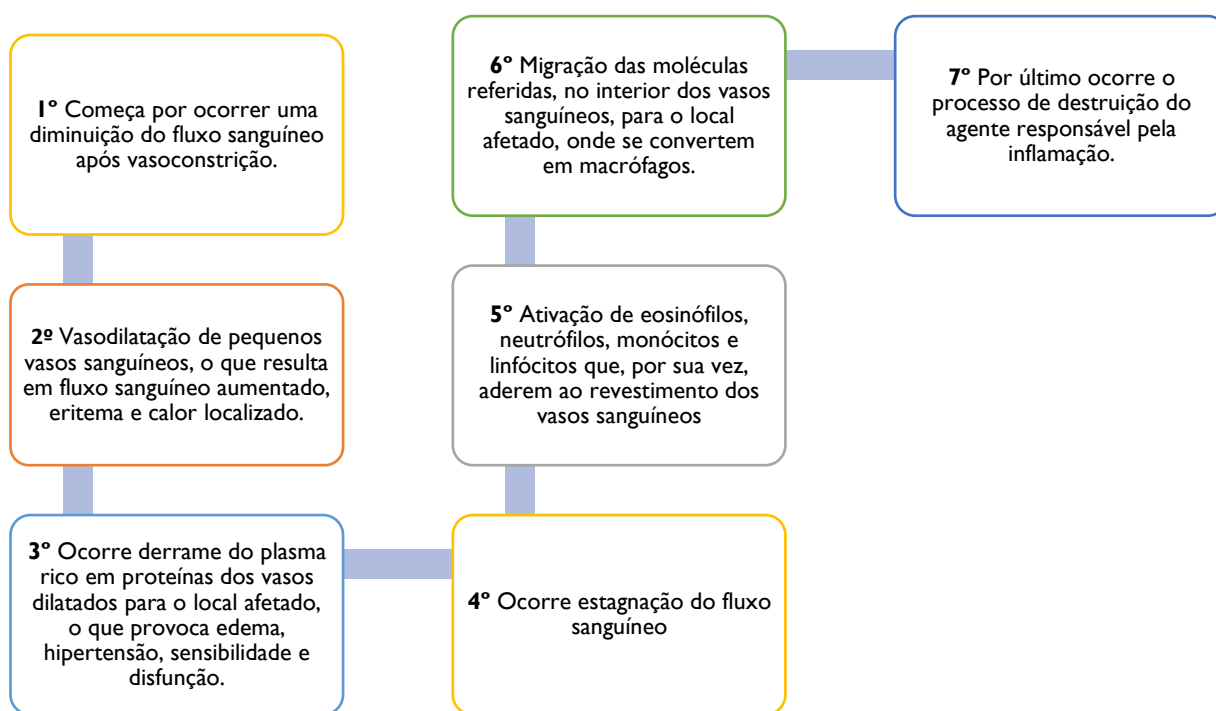 1º Começa por ocorrer uma
diminuição do fluxo sanguíneo
após vasoconstrição.
2º Vasodilatação de pequenos
vasos sanguíneos, o que resulta
em fluxo sanguíneo aumentado,
eritema e calor localizado.
3º Ocorre derrame do plasma
rico em proteínas dos vasos
dilatados para o local afetado,
o que provoca edema,
hipertensão, sensibilidade e
disfunção.
4º Ocorre estagnação do fluxo
sanguíneo
5º Ativação de eosinófilos,
neutrófilos, monócitos e
linfócitos que, por sua vez,
aderem ao revestimento dos
vasos sanguíneos
6º Migração das moléculas
referidas, no interior dos vasos
sanguíneos, para o local
afetado, onde se convertem
em macrófagos.
7º Por último ocorre o
processo de destruição do
agente responsável pela
inflamação.